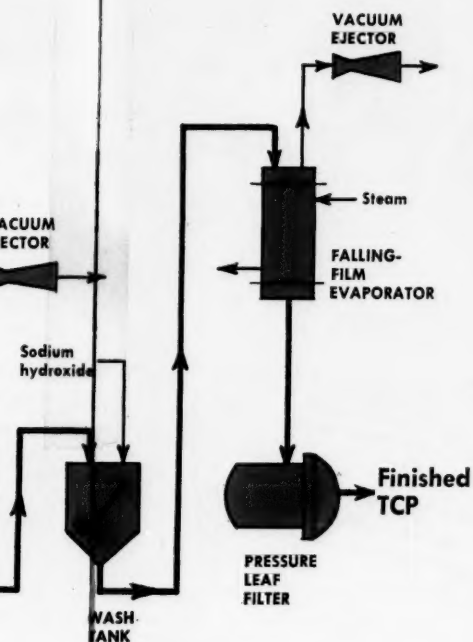 VACUUM
EJECTOR
Steam
FALLING-
FILM
EVAPORATOR
ACUUM
ECTOR
Sodium
hydroxide
Finished
TCP
PRESSURE
LEAF
FILTER
WASH
TANK